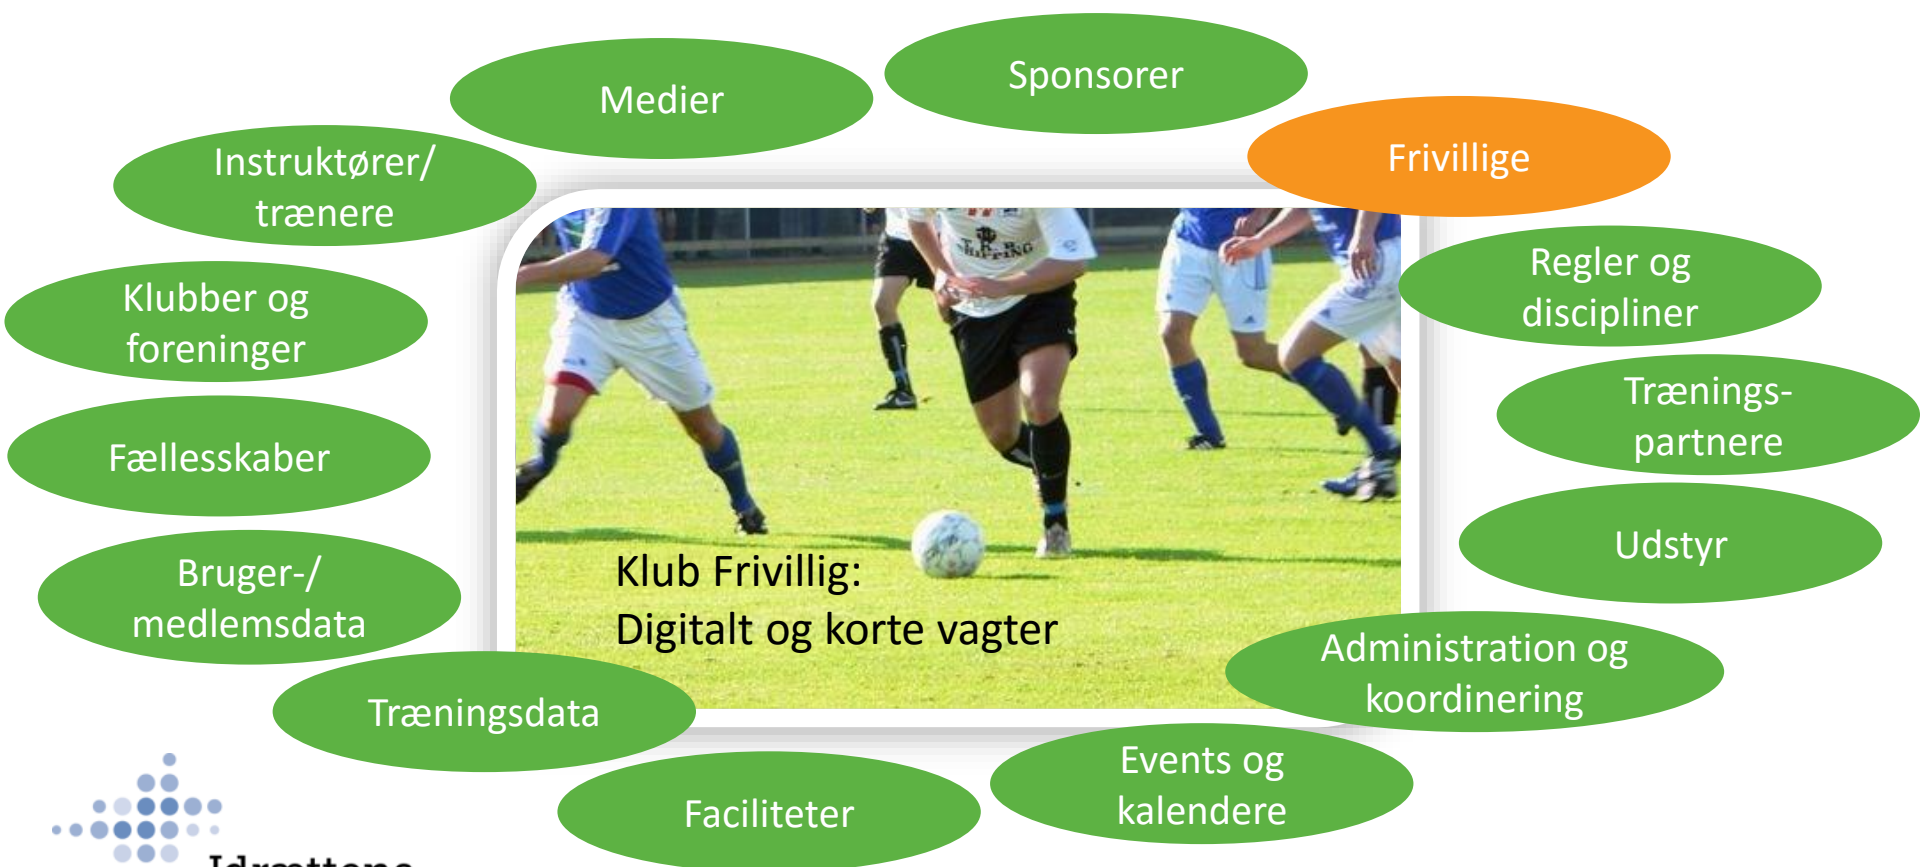 Sponsorer
Medier
Frivillige
Instruktører/
trænere
Regler og
discipliner
Klubber og
foreninger
Trænings-
partnere
Fællesskaber
Udstyr
Klub Frivillig:
Digitalt og korte vagter
Bruger-/
medlemsdata
Administration og
koordinering
Træningsdata
Events og
kalendere
Faciliteter